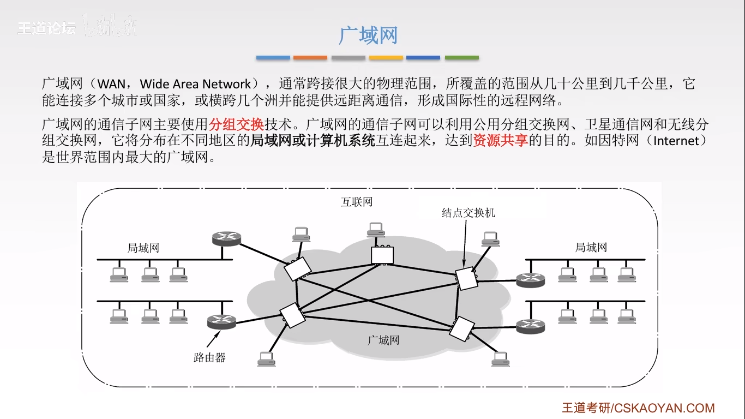 王道论坛
广域网
广域网（WAN，Wide Area Network），通常跨接很大的物理范围，所覆盖的范围从几十公里到几千公里，它
能连接多个城市或国家，或横跨几个洲并能提供远距离通信，形成国际性的远程网络。
广域网的通信子网主要使用分组交换技术。广域网的通信子网可以利用公用分组交换网、卫星通信网和无线分
组交换网，它将分布在不同地区的局域网或计算机系统互连起来，达到资源共享的目的。如因特网（Internet）
是世界范围内最大的广域网。
互联网
结点交换机
局域网
局域网
广域网
路由器
王道考研/CSKAOYAN.COM